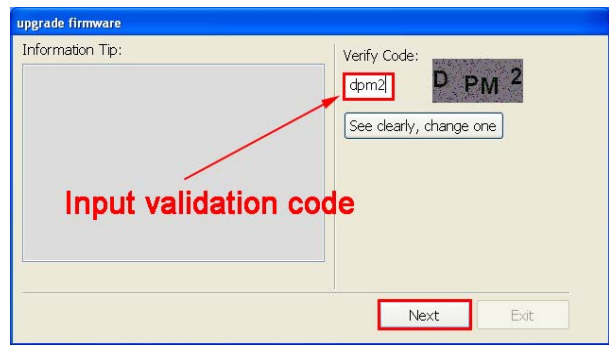 upgrade firmware
Information Tip:
Verify Code:
dpm2
D PM 2
See clearly, change one
Input validation code
Next
Exit